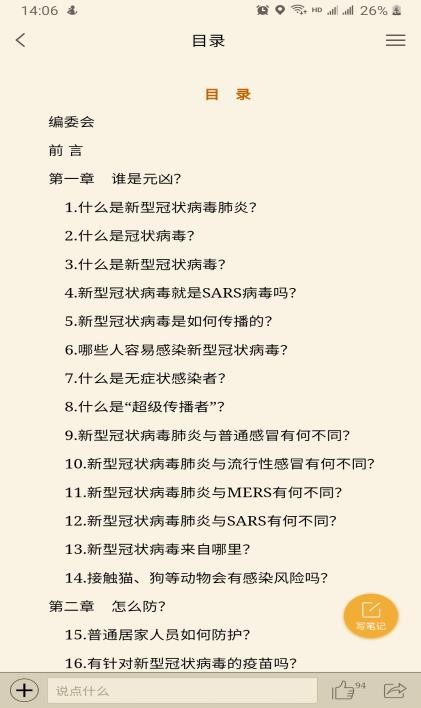 14:06 HD 26%
目录
目 录
编委会
前 言
第一章 谁是元凶?
1.什么是新型冠状病毒肺炎?
2.什么是冠状病毒?
3.什么是新型冠状病毒?
4.新型冠状病毒就是SARS病毒吗?
5.新型冠状病毒是如何传播的?
6.哪些人容易感染新型冠状病毒?
7.什么是无症状感染者?
8.什么是“超级传播者”?
9.新型冠状病毒肺炎与普通感冒有何不同?
10.新型冠状病毒肺炎与流行性感冒有何不同?
11.新型冠状病毒肺炎与MERS有何不同?
12.新型冠状病毒肺炎与SARS有何不同?
13.新型冠状病毒来自哪里?
14.接触猫、狗等动物会有感染风险吗?
第二章 怎么防?
写笔记
15.普通居家人员如何防护?
16.有针对新型冠状病毒的疫苗吗?
说点什么 94